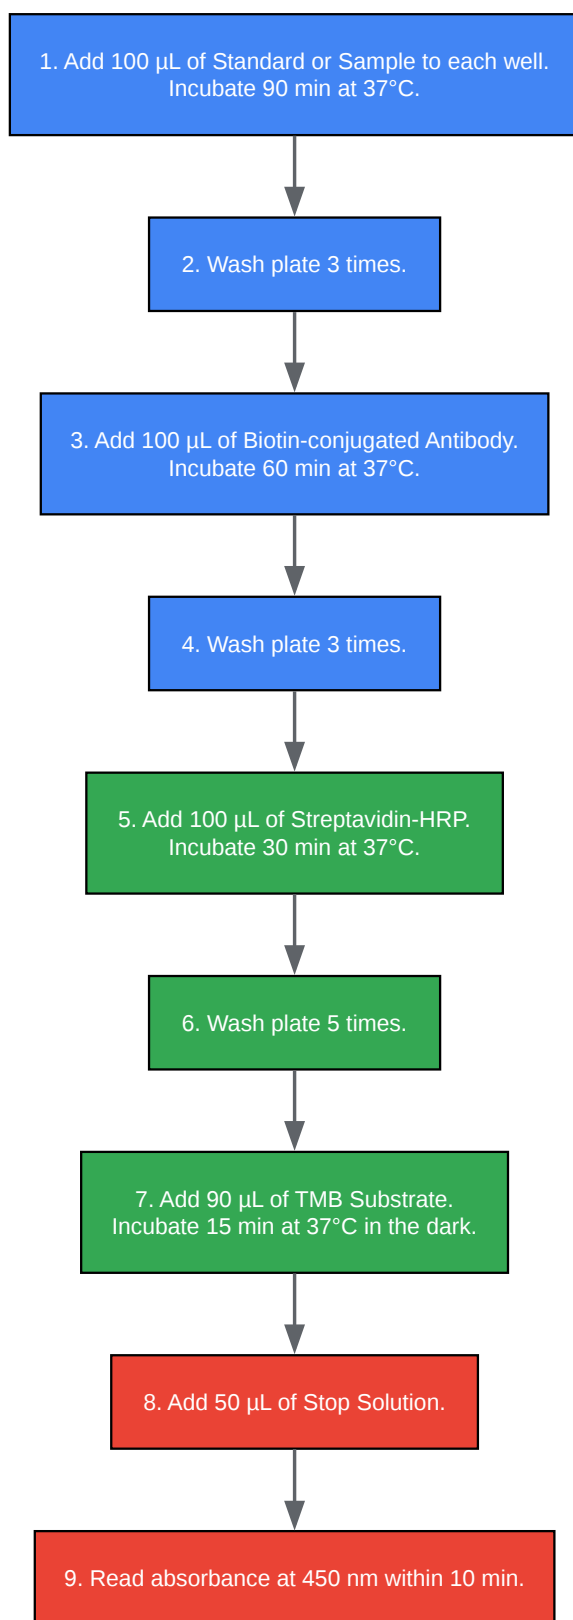 1. Add 100 µL of Standard or Sample to each well.
Incubate 90 min at 37°C.
2. Wash plate 3 times.
3. Add 100 µL of Biotin-conjugated Antibody.
Incubate 60 min at 37°C.
4. Wash plate 3 times.
5. Add 100 µL of Streptavidin-HRP.
Incubate 30 min at 37°C.
6. Wash plate 5 times.
7. Add 90 µL of TMB Substrate.
Incubate 15 min at 37°C in the dark.
8. Add 50 µL of Stop Solution.
9. Read absorbance at 450 nm within 10 min.